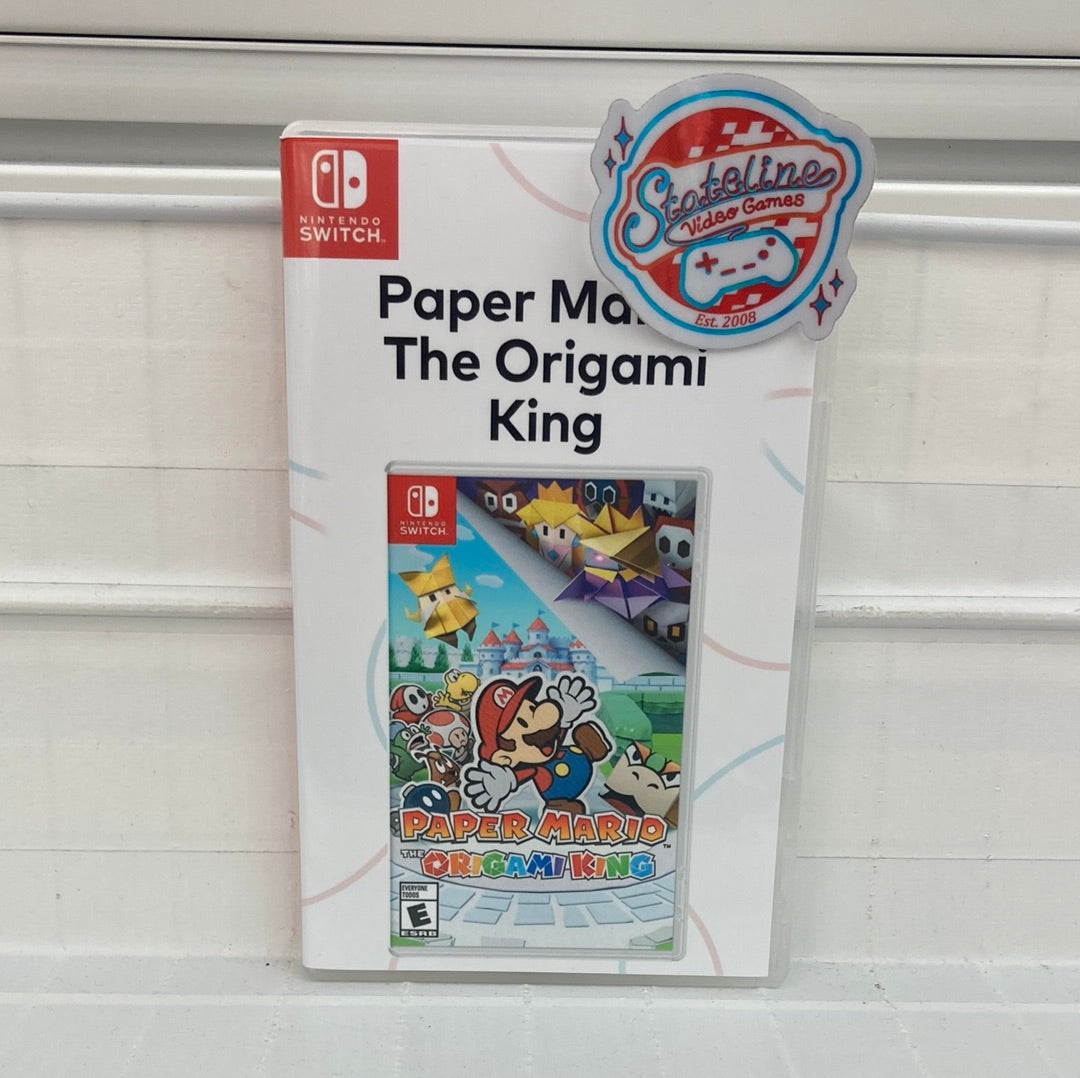 NINTENDO
SWITCH
Stateline
Video Games
Est. 2008
Paper Ma
The Origami
King
NINTENDO
SWITCH
M
PAPER MARIO
THE ORIGAMI KING
EVERYONE
TODOS
E
ESRB